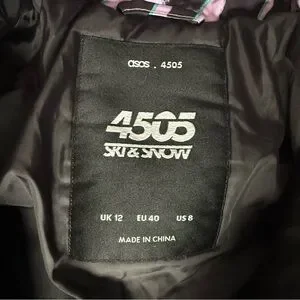 asos . 4505
4505
SKI & SNOW
UK 12 EU 40 US 8
MADE IN CHINA